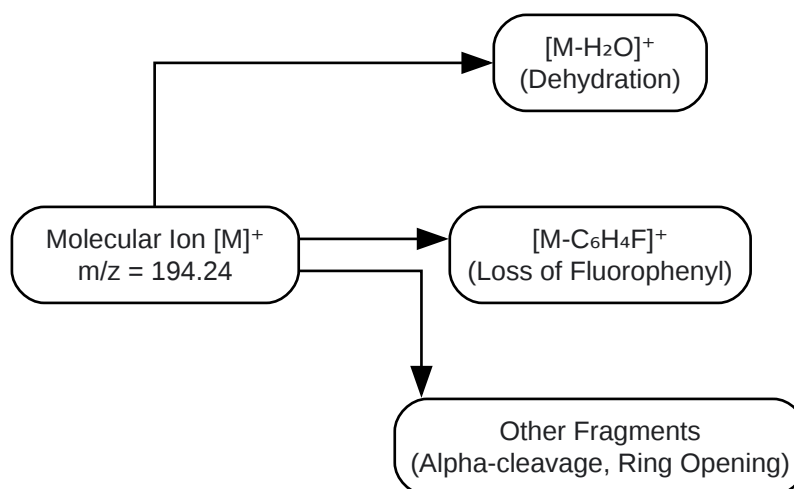 [M-H₂O]⁺
(Dehydration)
Molecular Ion [M]⁺
m/z = 194.24
[M-C₆H₄F]⁺
(Loss of Fluorophenyl)
Other Fragments
(Alpha-cleavage, Ring Opening)